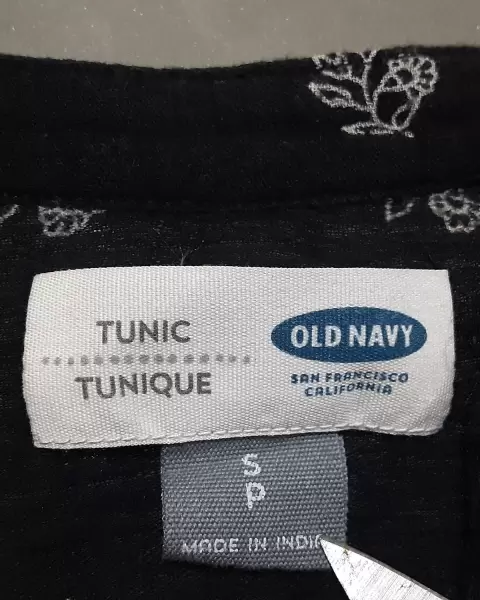 TUNIC
TUNIQUE
OLD NAVY
SAN FRANCISCO
CALIFORNIA
S
P
MADE IN INDIA